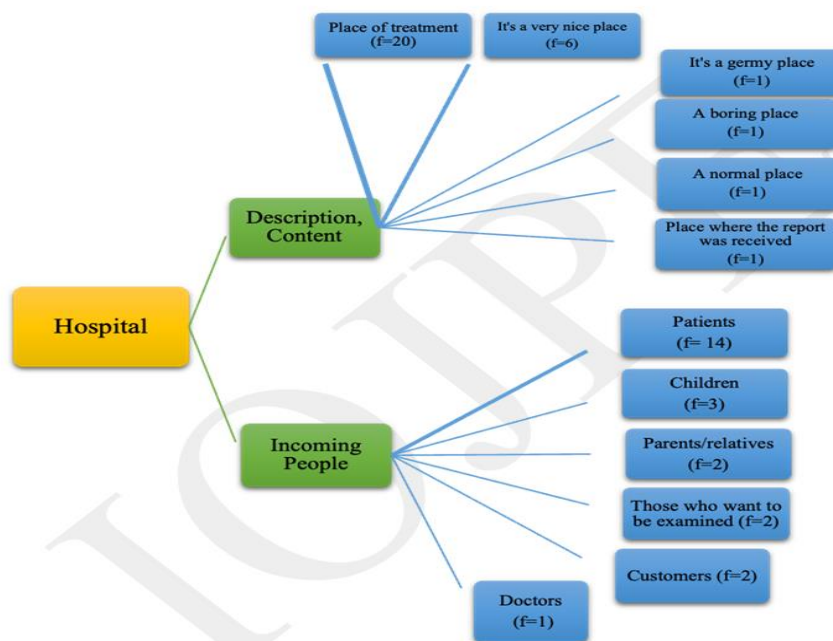 Place of treatment
(f=20)
It's a very nice place
(f=6)
It's a germy place
(f=1)
A boring place
(f=1)
A normal place
(f=1)
Place where the report
was received
(f=1)
Description,
Content
Hospital
Incoming
People
Patients
(f= 14)
Children
(f=3)
Parents/relatives
(f=2)
Those who want to
be examined (f=2)
Customers (f=2)
Doctors
(f=1)